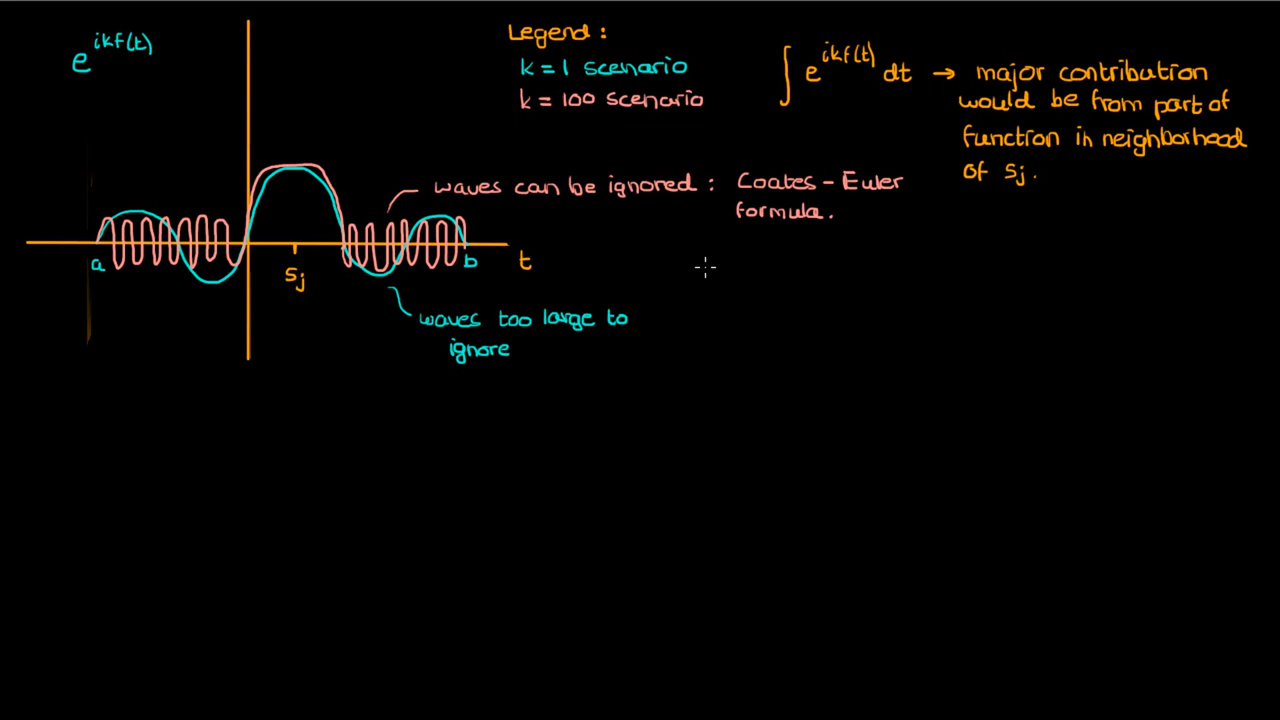 e^{ikf(t)}
Legend:
k = 1 scenario
k = 100 scenario
∫ e^{ikf(t)} dt → major contribution
would be from part of
function in neighborhood
of sj.
waves can be ignored : Coates - Euler
formula.
a
sj
b
t
waves too large to
ignore